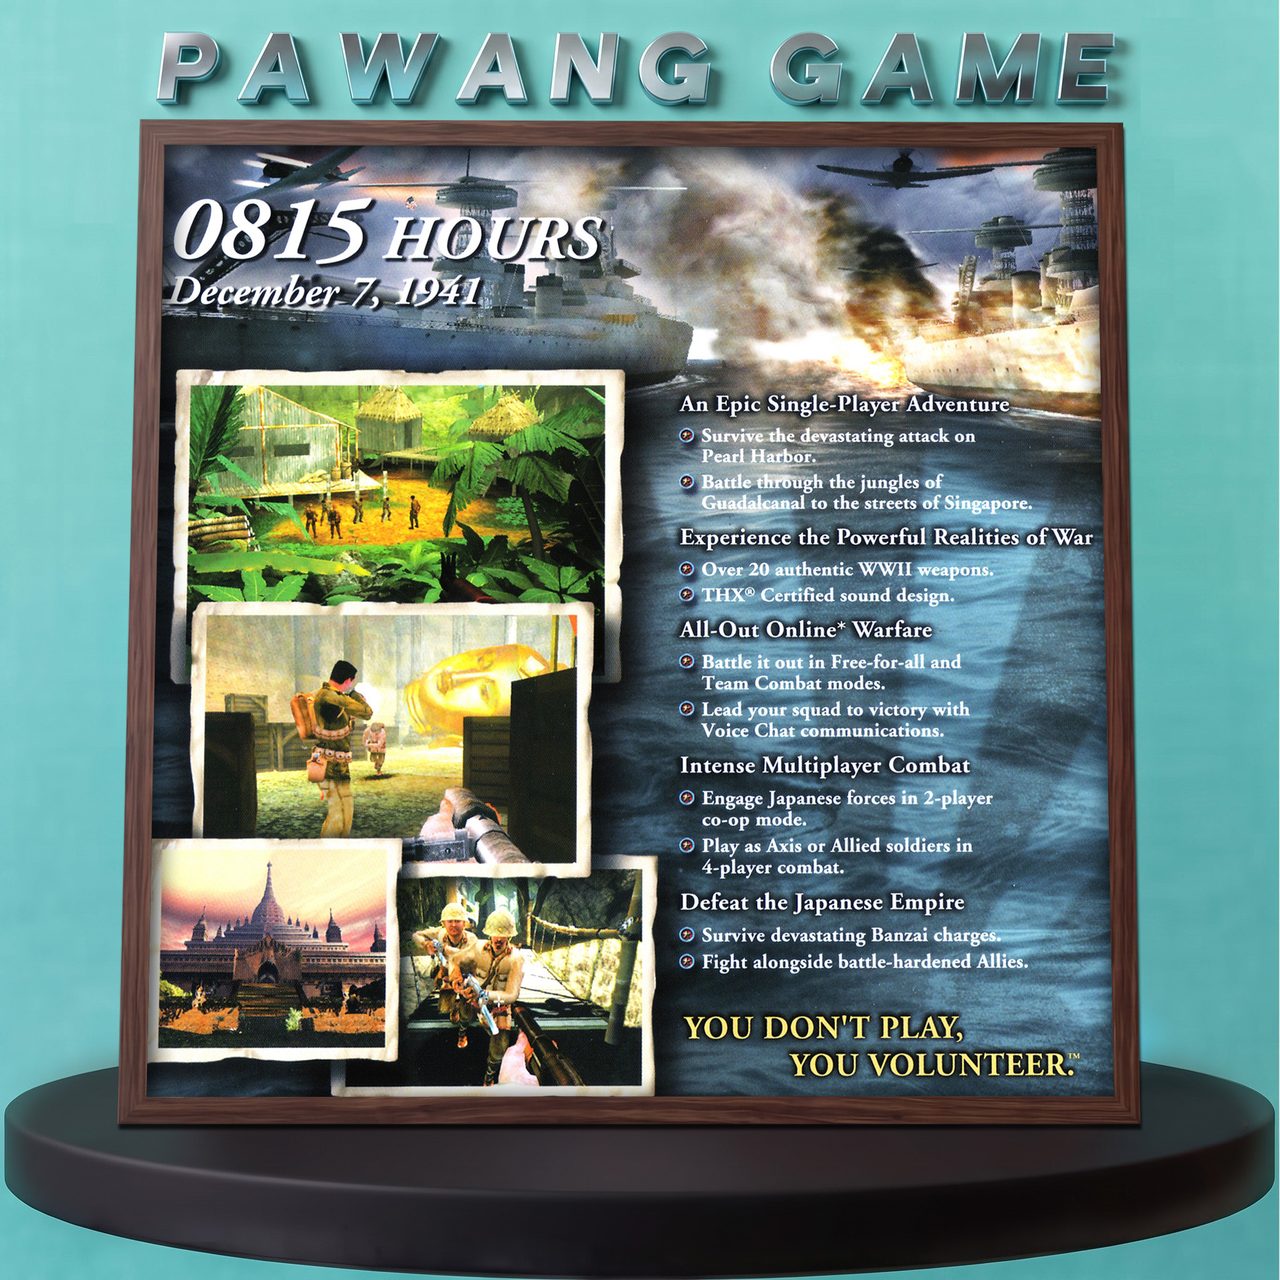 PAWANG GAME
0815 HOURS
December 7, 1941
An Epic Single-Player Adventure
Survive the devastating attack on
Pearl Harbor.
Battle through the jungles of
Guadalcanal to the streets of Singapore.
Experience the Powerful Realities of War
Over 20 authentic WWII weapons.
THX® Certified sound design.
All-Out Online* Warfare
Battle it out in Free-for-all and
Team Combat modes.
Lead your squad to victory with
Voice Chat communications.
Intense Multiplayer Combat
Engage Japanese forces in 2-player
co-op mode.
Play as Axis or Allied soldiers in
4-player combat.
Defeat the Japanese Empire
Survive devastating Banzai charges.
Fight alongside battle-hardened Allies.
YOU DON'T PLAY,
YOU VOLUNTEER.™